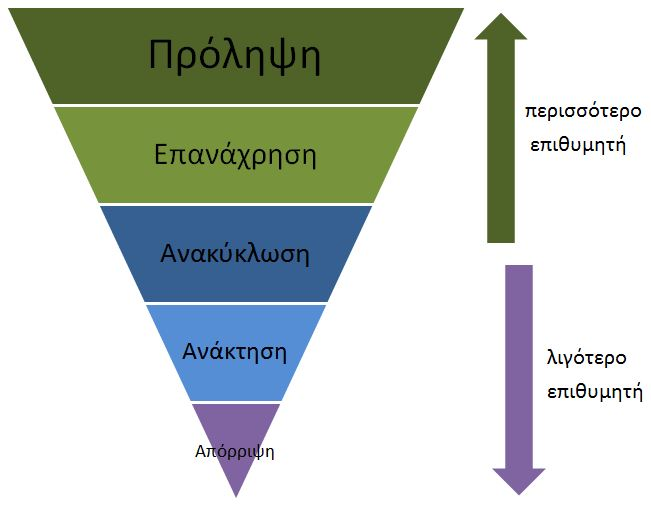 Πρόληψη
Επανάχρηση
Ανακύκλωση
Ανάκτηση
Απόρριψη
περισσότερο
επιθυμητή
λιγότερο
επιθυμητή